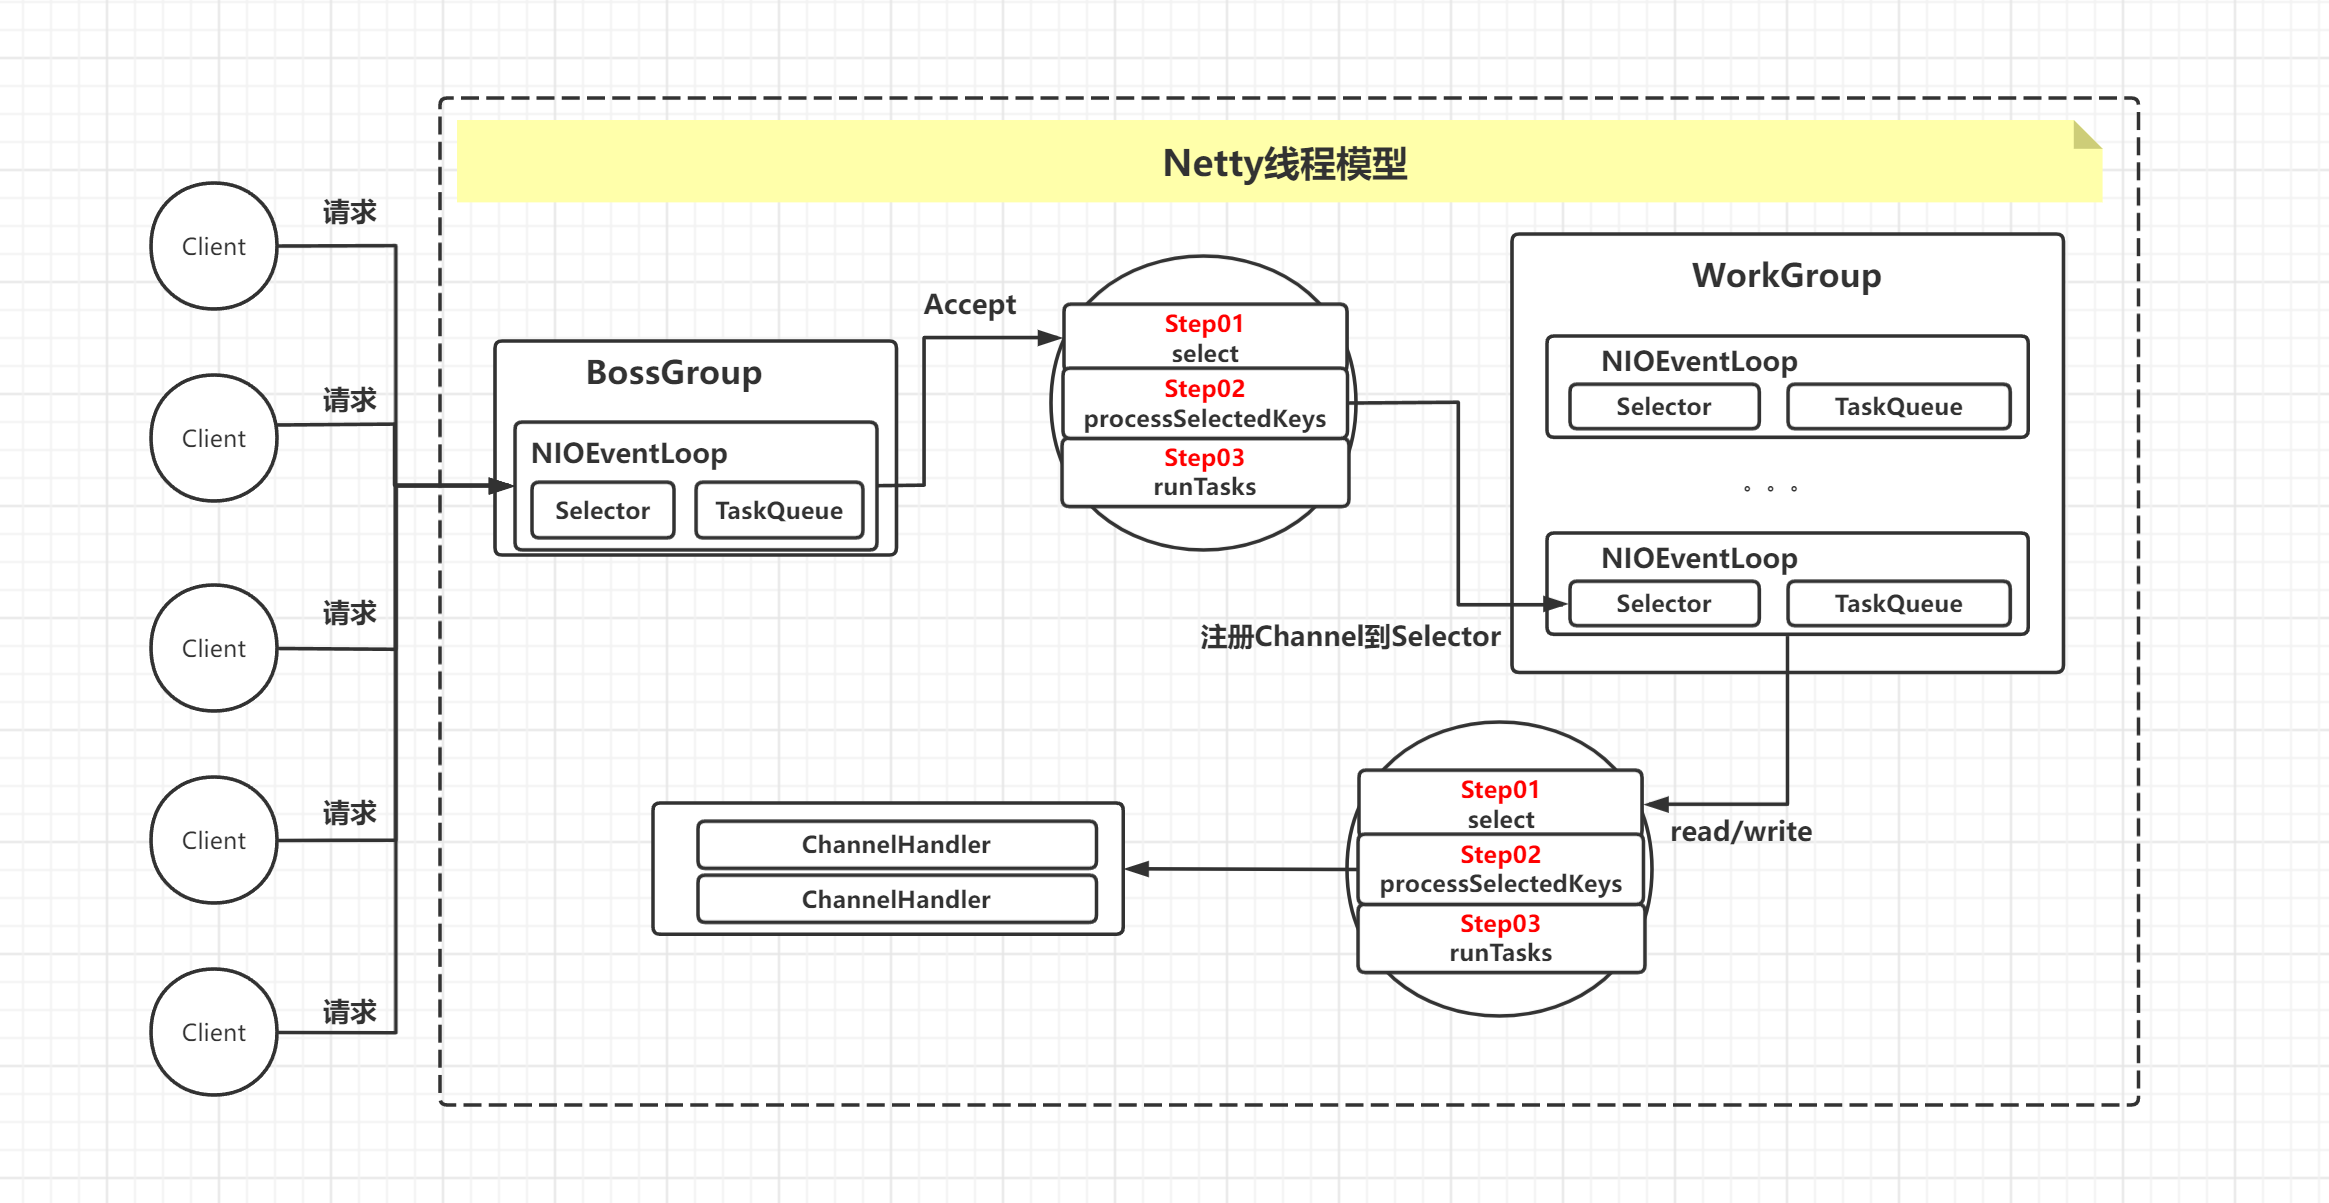 Netty线程模型
Client
请求
Client
请求
Client
请求
Client
请求
Client
请求
BossGroup
NIOEventLoop
Selector
TaskQueue
Accept
Step01
select
Step02
processSelectedKeys
Step03
runTasks
注册Channel到Selector
WorkGroup
NIOEventLoop
Selector
TaskQueue
。。。
NIOEventLoop
Selector
TaskQueue
read/write
Step01
select
Step02
processSelectedKeys
Step03
runTasks
ChannelHandler
ChannelHandler